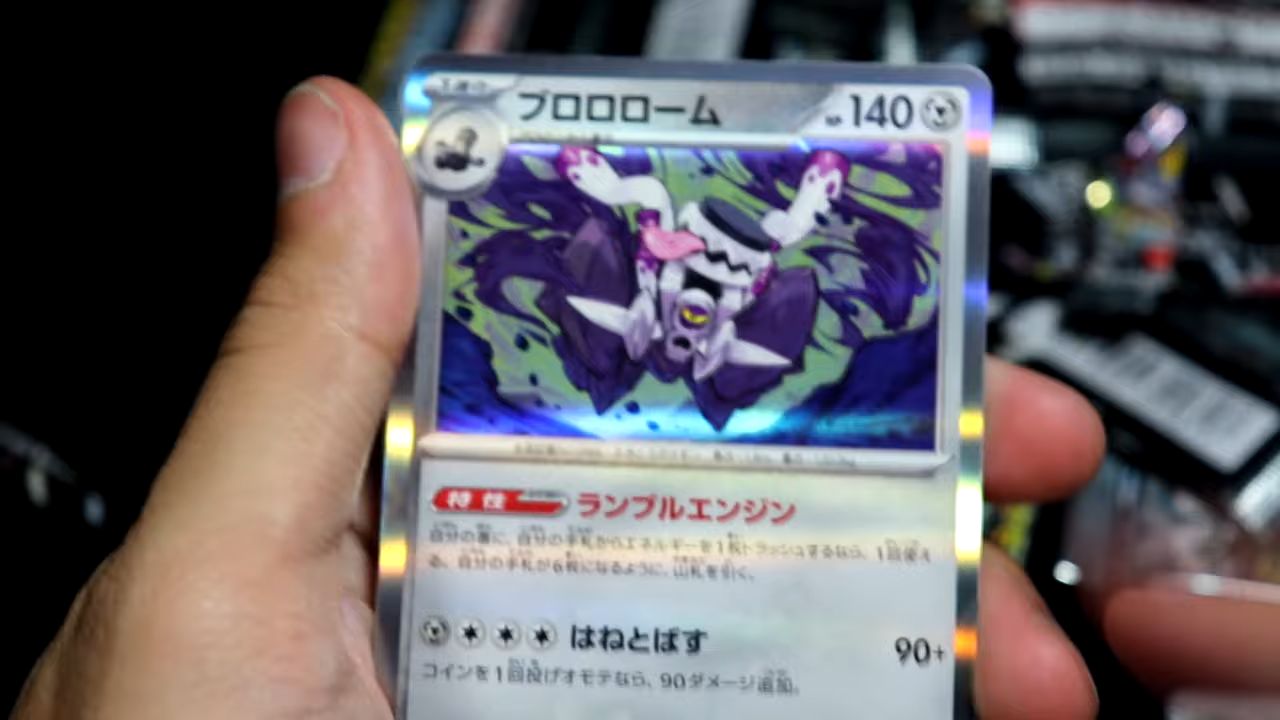 ブロロローム
140
特性 ランブルエンジン
自分の番に、自分の手札からエネルギーを1枚トラッシュするなら、1回使え
る。自分の手札が6枚になるように、山札を引く。
はねとばす 90+
コインを1回投げオモテなら、90ダメージ追加。